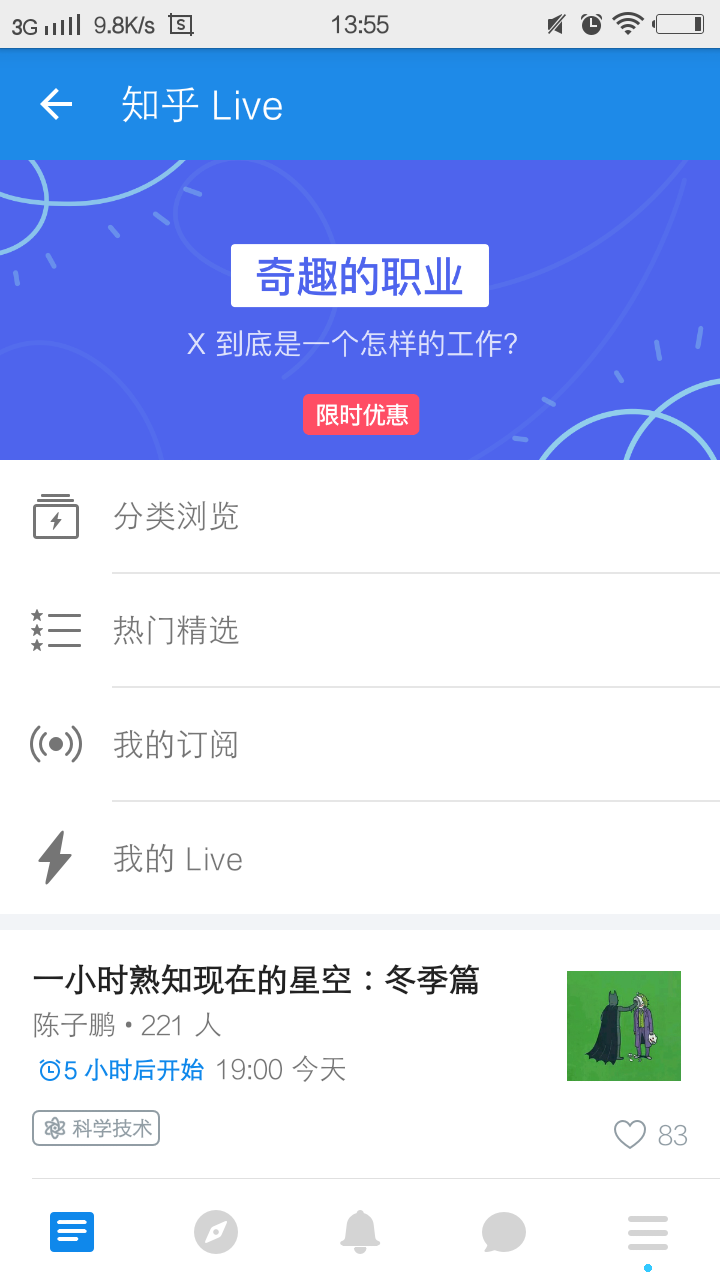 3G 9.8K/s S 13:55
知乎 Live
奇趣的职业
X 到底是一个怎样的工作?
限时优惠
分类浏览
热门精选
我的订阅
我的 Live
一小时熟知现在的星空：冬季篇
陈子鹏 • 221 人
5 小时后开始 19:00 今天
科学技术
83